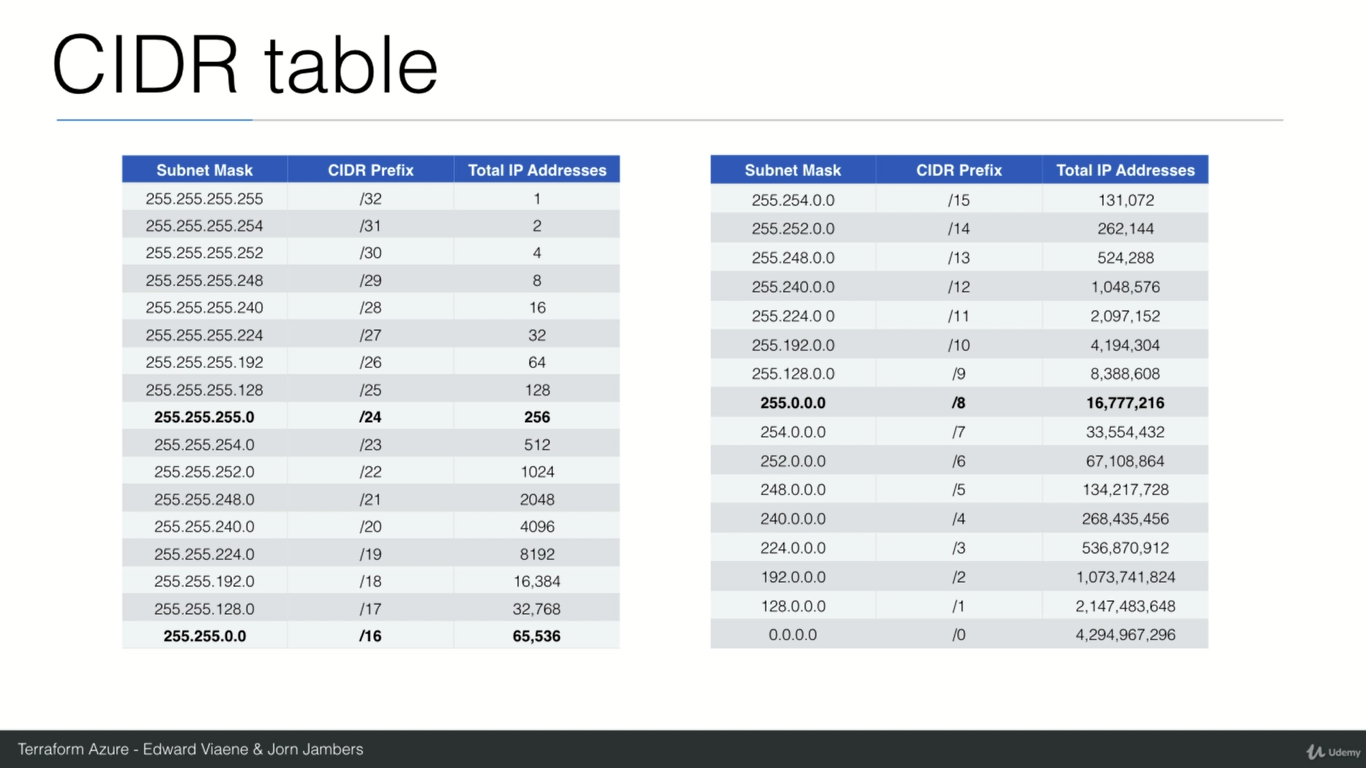 CIDR table
Subnet Mask CIDR Prefix Total IP Addresses
255.255.255.255 /32 1
255.255.255.254 /31 2
255.255.255.252 /30 4
255.255.255.248 /29 8
255.255.255.240 /28 16
255.255.255.224 /27 32
255.255.255.192 /26 64
255.255.255.128 /25 128
255.255.255.0 /24 256
255.255.254.0 /23 512
255.255.252.0 /22 1024
255.255.248.0 /21 2048
255.255.240.0 /20 4096
255.255.224.0 /19 8192
255.255.192.0 /18 16,384
255.255.128.0 /17 32,768
255.255.0.0 /16 65,536
Subnet Mask CIDR Prefix Total IP Addresses
255.254.0.0 /15 131,072
255.252.0.0 /14 262,144
255.248.0.0 /13 524,288
255.240.0.0 /12 1,048,576
255.224.0 0 /11 2,097,152
255.192.0.0 /10 4,194,304
255.128.0.0 /9 8,388,608
255.0.0.0 /8 16,777,216
254.0.0.0 /7 33,554,432
252.0.0.0 /6 67,108,864
248.0.0.0 /5 134,217,728
240.0.0.0 /4 268,435,456
224.0.0.0 /3 536,870,912
192.0.0.0 /2 1,073,741,824
128.0.0.0 /1 2,147,483,648
0.0.0.0 /0 4,294,967,296
Terraform Azure - Edward Viaene & Jorn Jambers
Udemy